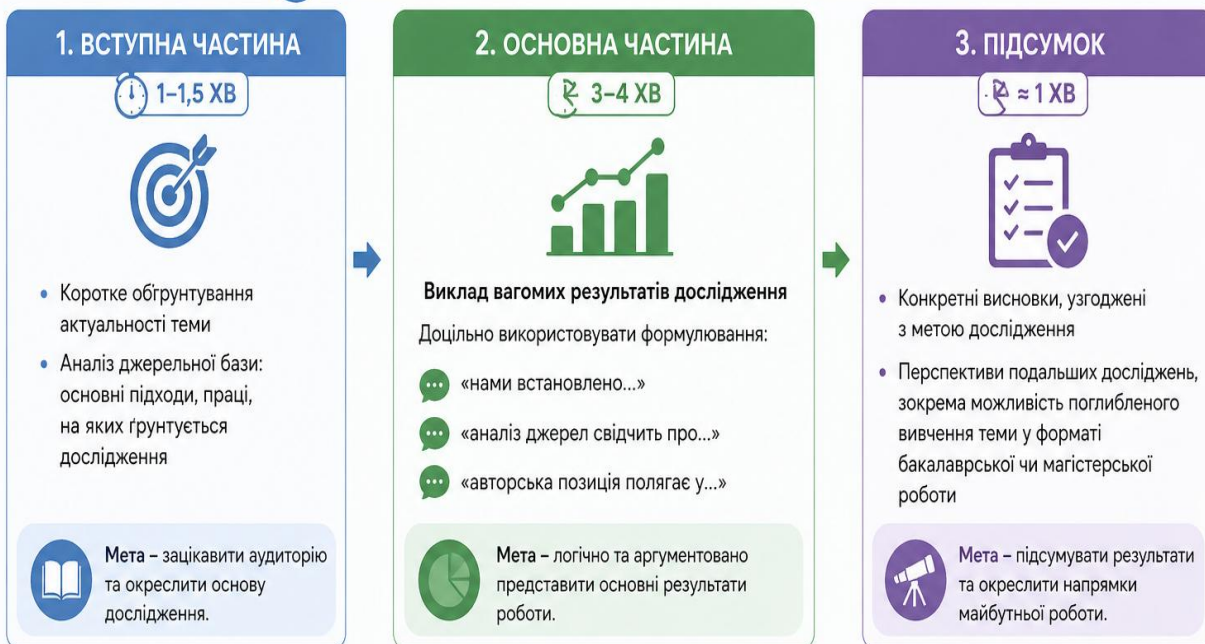 1. ВСТУПНА ЧАСТИНА
1–1,5 ХВ
• Коротке обґрунтування
актуальності теми
• Аналіз джерельної бази:
основні підходи, праці,
на яких ґрунтується
дослідження
Мета – зацікавити аудиторію
та окреслити основу
дослідження.
2. ОСНОВНА ЧАСТИНА
3–4 ХВ
Виклад вагомих результатів дослідження
Доцільно використовувати формулювання:
«нами встановлено...»
«аналіз джерел свідчить про...»
«авторська позиція полягає у...»
Мета – логічно та аргументовано
представити основні результати
роботи.
3. ПІДСУМОК
≈ 1 ХВ
• Конкретні висновки, узгоджені
з метою дослідження
• Перспективи подальших досліджень,
зокрема можливість поглибленого
вивчення теми у форматі
бакалаврської чи магістерської
роботи
Мета – підсумувати результати
та окреслити напрямки
майбутньої роботи.